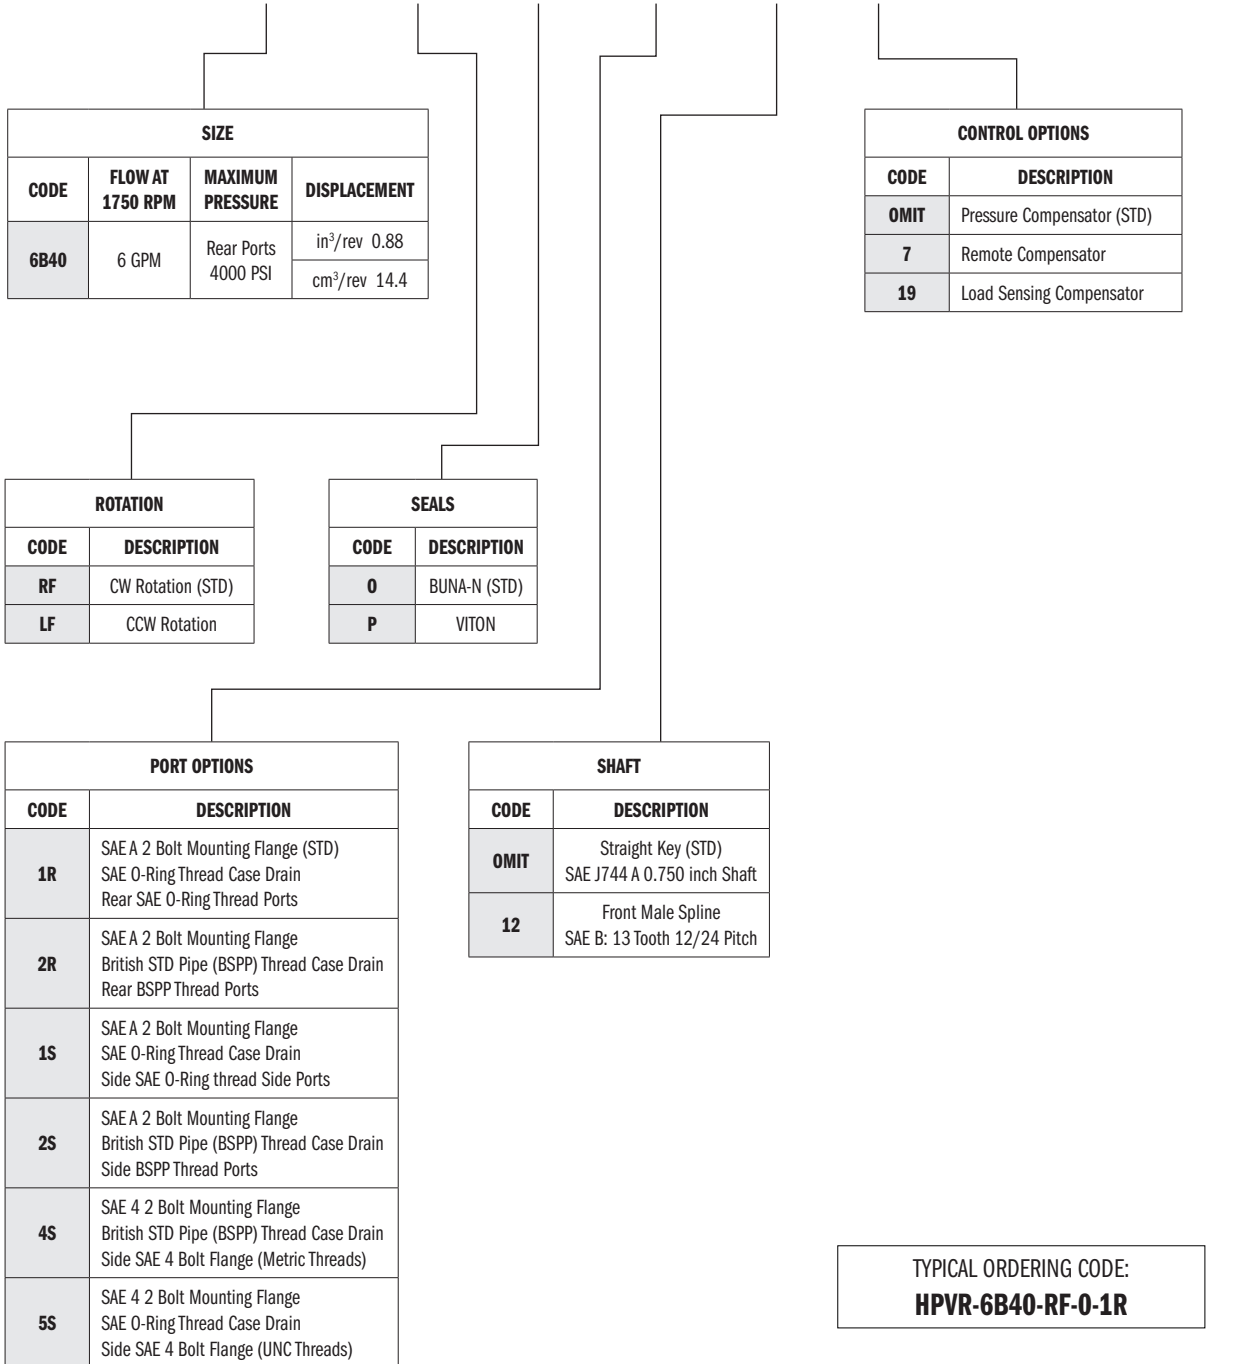 SIZE
CODE
FLOW AT
1750 RPM
MAXIMUM
PRESSURE
DISPLACEMENT
6B40
6 GPM
Rear Ports
4000 PSI
in³/rev 0.88
cm³/rev 14.4
CONTROL OPTIONS
CODE DESCRIPTION
OMIT Pressure Compensator (STD)
7 Remote Compensator
19 Load Sensing Compensator
ROTATION
CODE DESCRIPTION
RF CW Rotation (STD)
LF CCW Rotation
SEALS
CODE DESCRIPTION
0 BUNA-N (STD)
P VITON
PORT OPTIONS
CODE DESCRIPTION
1R
SAE A 2 Bolt Mounting Flange (STD)
SAE O-Ring Thread Case Drain
Rear SAE O-Ring Thread Ports
2R
SAE A 2 Bolt Mounting Flange
British STD Pipe (BSPP) Thread Case Drain
Rear BSPP Thread Ports
1S
SAE A 2 Bolt Mounting Flange
SAE O-Ring Thread Case Drain
Side SAE O-Ring thread Side Ports
2S
SAE A 2 Bolt Mounting Flange
British STD Pipe (BSPP) Thread Case Drain
Side BSPP Thread Ports
4S
SAE 4 2 Bolt Mounting Flange
British STD Pipe (BSPP) Thread Case Drain
Side SAE 4 Bolt Flange (Metric Threads)
5S
SAE 4 2 Bolt Mounting Flange
SAE O-Ring Thread Case Drain
Side SAE 4 Bolt Flange (UNC Threads)
SHAFT
CODE DESCRIPTION
OMIT
Straight Key (STD)
SAE J744 A 0.750 inch Shaft
12
Front Male Spline
SAE B: 13 Tooth 12/24 Pitch
TYPICAL ORDERING CODE:
HPVR-6B40-RF-0-1R